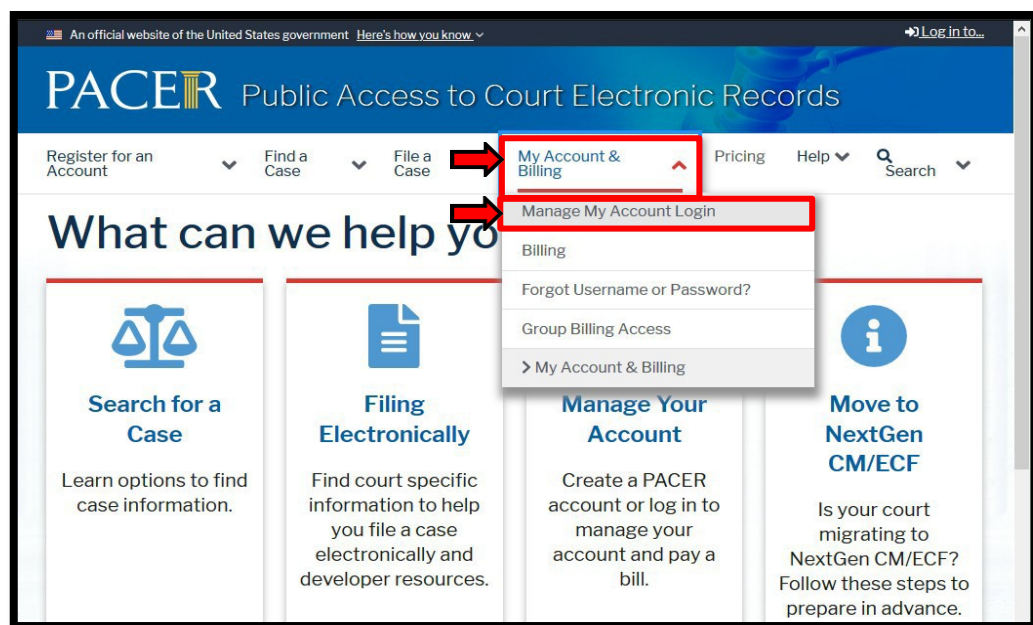 An official website of the United States government Here's how you know
Log in to...
PACER Public Access to Court Electronic Records
Register for an
Account
Find a
Case
File a
Case
My Account &
Billing
Pricing
Help
Search
What can we help yo
Manage My Account Login
Billing
Forgot Username or Password?
Group Billing Access
My Account & Billing
Search for a
Case
Learn options to find
case information.
Filing
Electronically
Find court specific
information to help
you file a case
electronically and
developer resources.
Manage Your
Account
Create a PACER
account or log in to
manage your
account and pay a
bill.
Move to
NextGen
CM/ECF
Is your court
migrating to
NextGen CM/ECF?
Follow these steps to
prepare in advance.